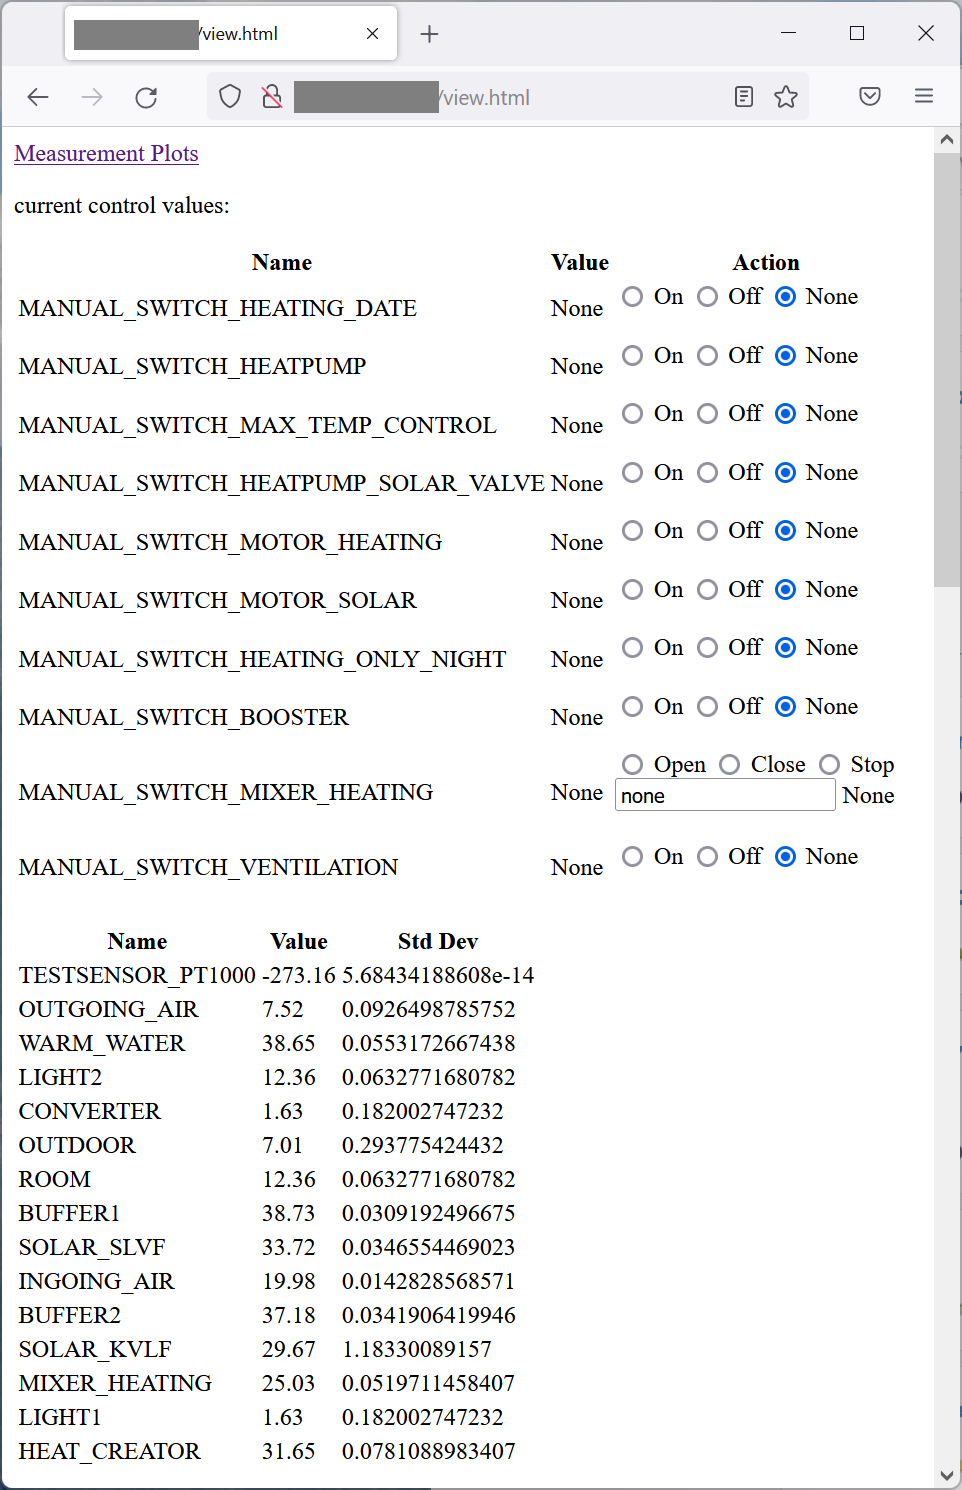 /view.html
/view.html
Measurement Plots
current control values:
Name Value Action
MANUAL_SWITCH_HEATING_DATE None On Off None
MANUAL_SWITCH_HEATPUMP None On Off None
MANUAL_SWITCH_MAX_TEMP_CONTROL None On Off None
MANUAL_SWITCH_HEATPUMP_SOLAR_VALVE None On Off None
MANUAL_SWITCH_MOTOR_HEATING None On Off None
MANUAL_SWITCH_MOTOR_SOLAR None On Off None
MANUAL_SWITCH_HEATING_ONLY_NIGHT None On Off None
MANUAL_SWITCH_BOOSTER None On Off None
Open Close Stop
MANUAL_SWITCH_MIXER_HEATING None none None
MANUAL_SWITCH_VENTILATION None On Off None
Name Value Std Dev
TESTSENSOR_PT1000 -273.16 5.68434188608e-14
OUTGOING_AIR 7.52 0.0926498785752
WARM_WATER 38.65 0.0553172667438
LIGHT2 12.36 0.0632771680782
CONVERTER 1.63 0.182002747232
OUTDOOR 7.01 0.293775424432
ROOM 12.36 0.0632771680782
BUFFER1 38.73 0.0309192496675
SOLAR_SLVF 33.72 0.0346554469023
INGOING_AIR 19.98 0.0142828568571
BUFFER2 37.18 0.0341906419946
SOLAR_KVLF 29.67 1.18330089157
MIXER_HEATING 25.03 0.0519711458407
LIGHT1 1.63 0.182002747232
HEAT_CREATOR 31.65 0.0781088983407